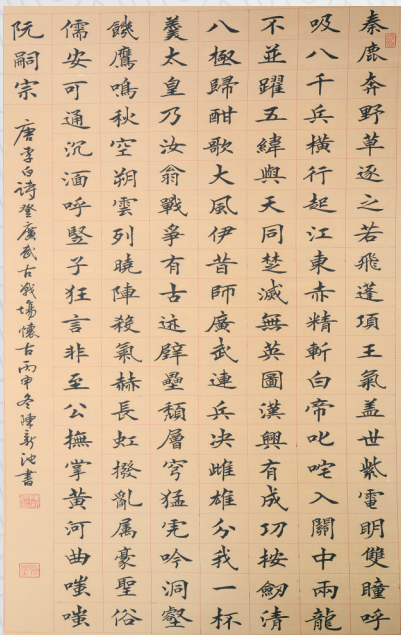 秦鹿奔野草逐之若飛蓬項王氣盖世紫電明雙瞳呼
吸八千兵橫行起江東赤精斬白帝叱咤入關中兩龍
不並躍五緯與天同楚滅無英圖漢興有成功按劒清
八極歸酣歌大風伊昔師廣武連兵决雌雄分我一杯
羹太皇乃汝翁戰爭有古迹壁壘頹層穹猛虎吟洞壑
饑鷹鳴秋空朔雲列曉陣殺氣赫長虹撥亂属豪聖俗
儒安可通沉湎呼竪子狂言非至公撫掌黃河曲嗤嗤
阮嗣宗 唐李白詩登廣武古戰場懷古丙申冬陳新池書